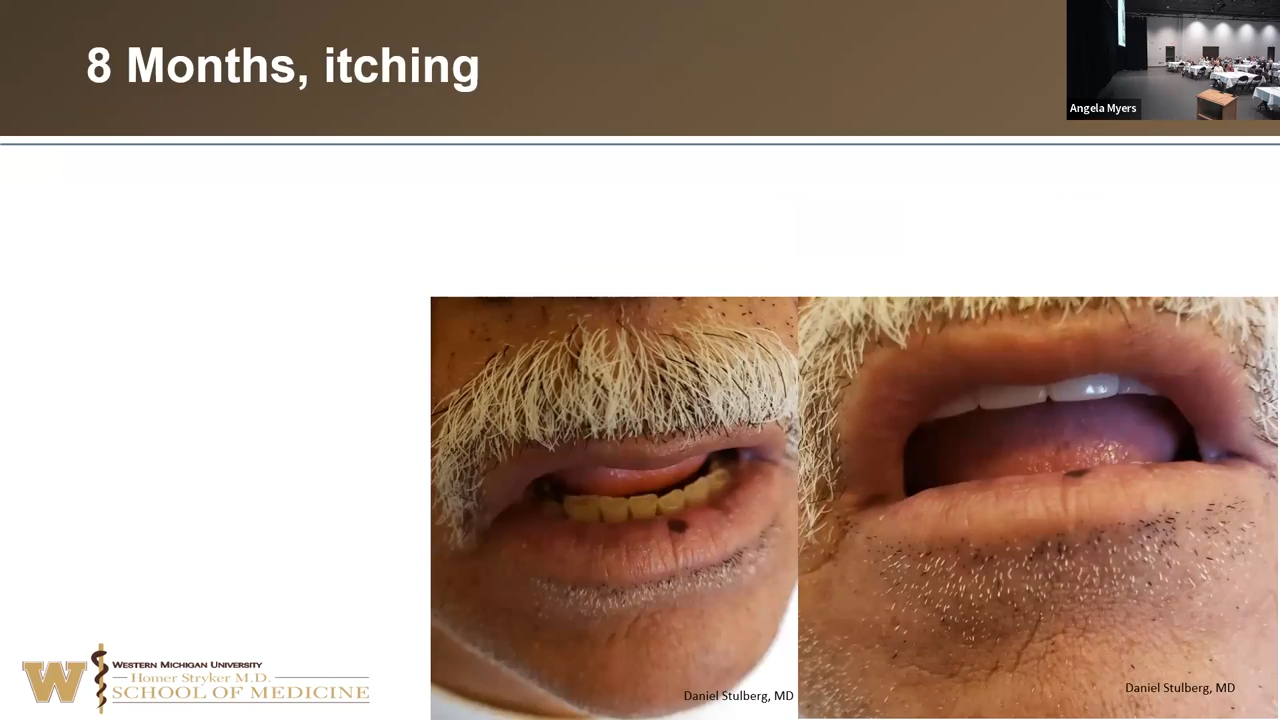 8 Months, itching
Angela Myers
Daniel Stulberg, MD
Daniel Stulberg, MD
W
WESTERN MICHIGAN UNIVERSITY
Homer Stryker M.D.
SCHOOL OF MEDICINE